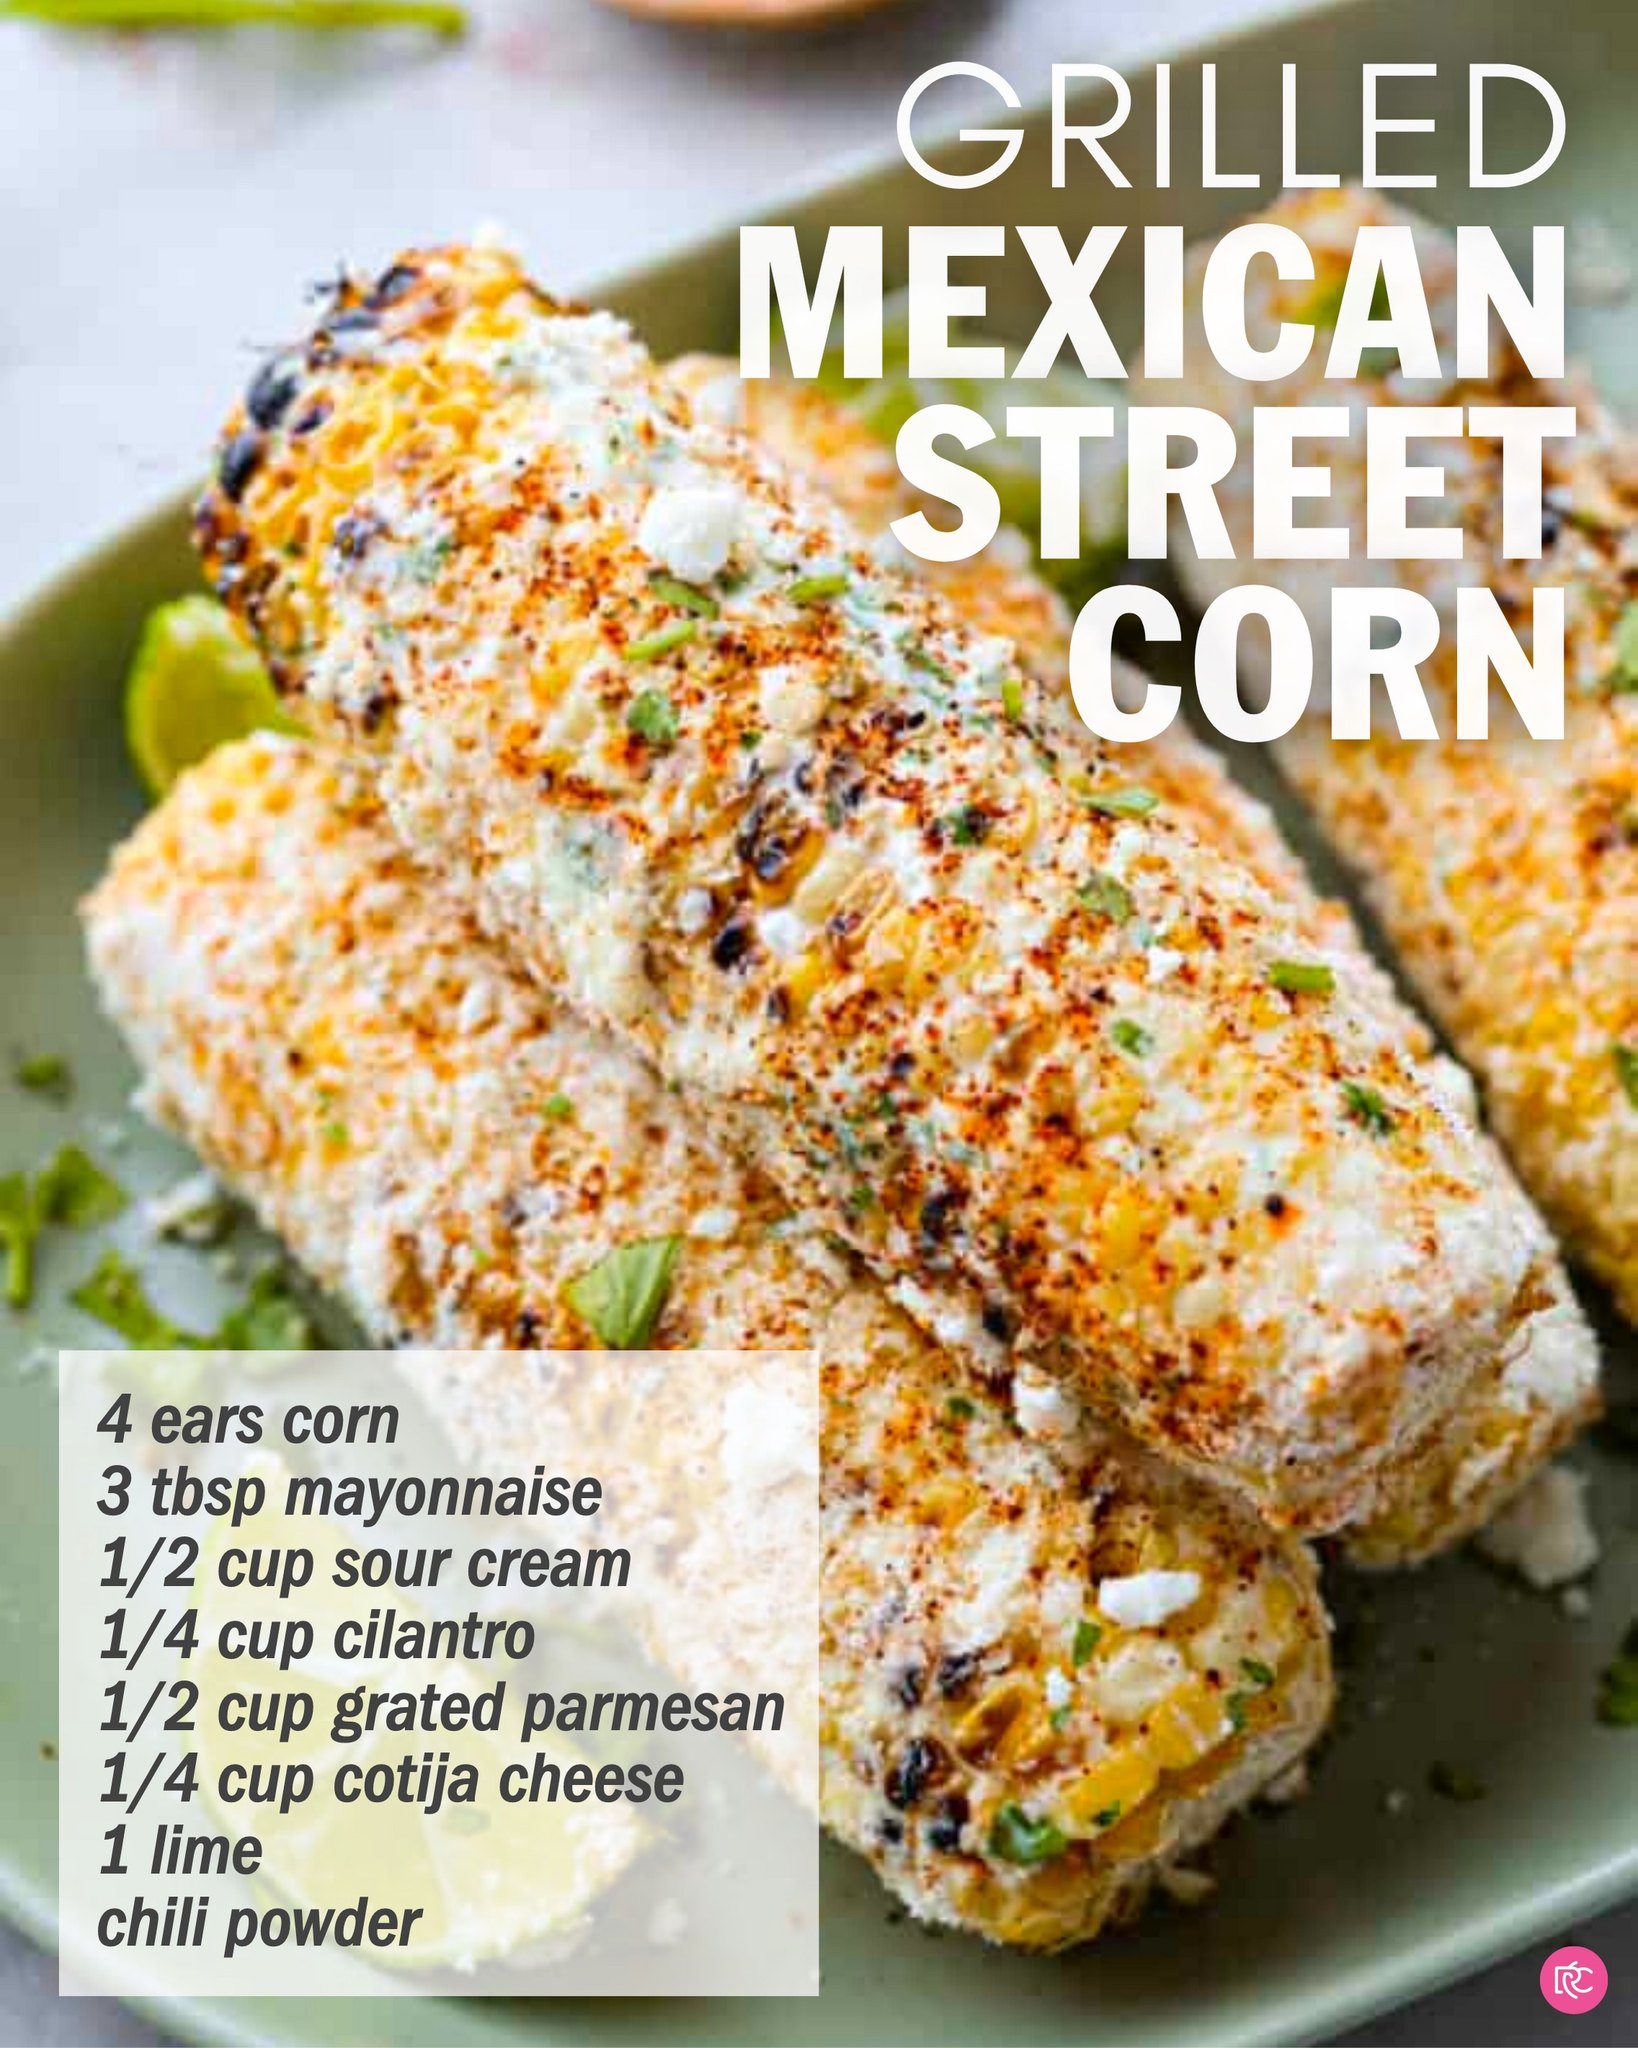 GRILLED
MEXICAN
STREET
CORN
4 ears corn
3 tbsp mayonnaise
1/2 cup sour cream
1/4 cup cilantro
1/2 cup grated parmesan
1/4 cup cotija cheese
1 lime
chili powder